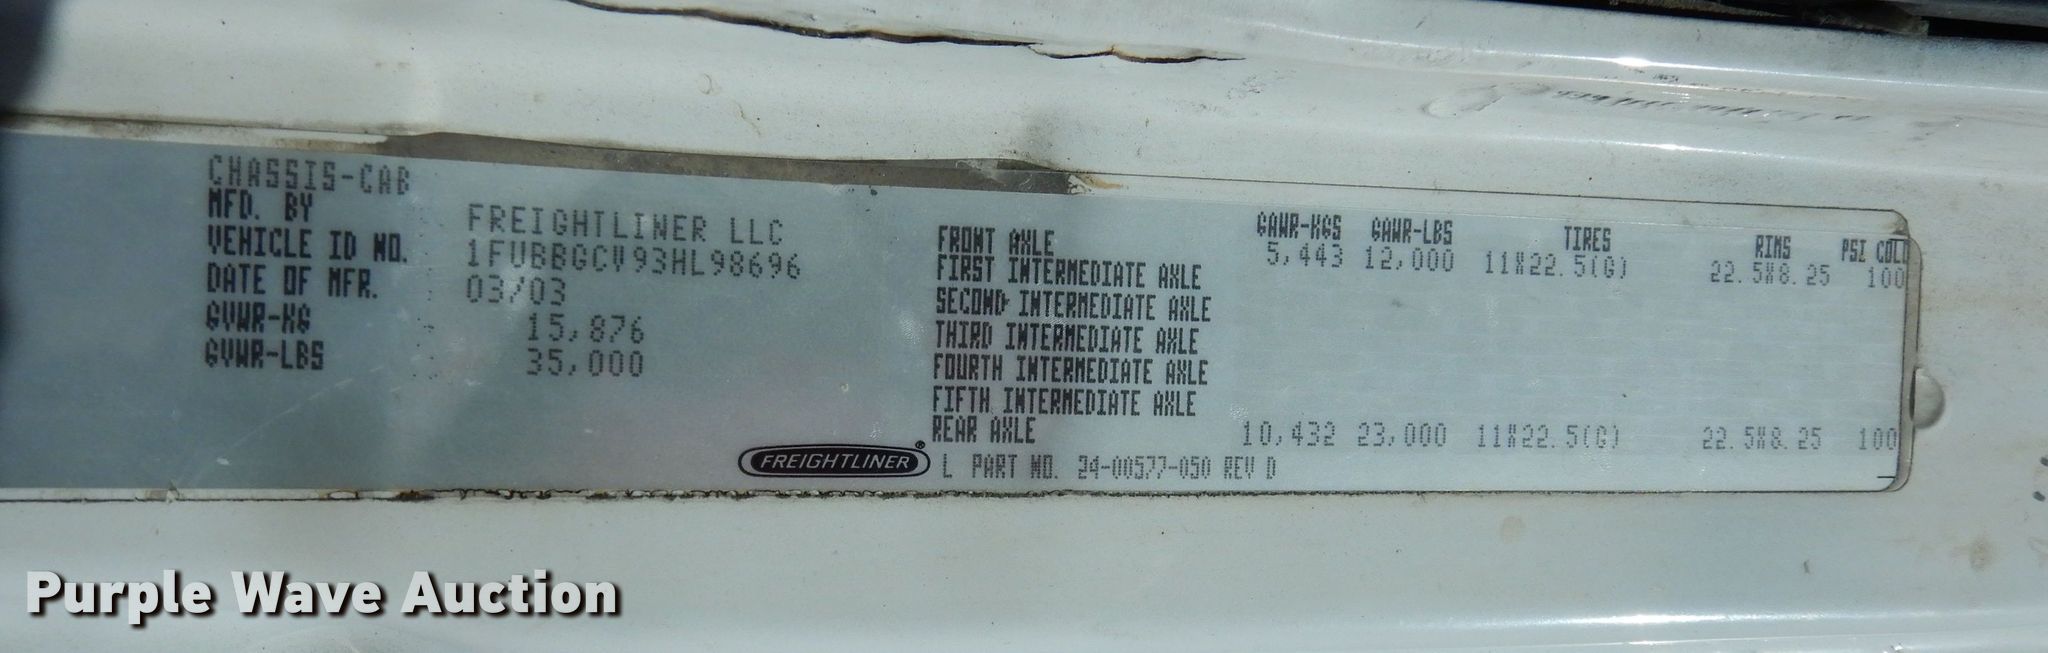 CHASSIS-CAB
MFD. BY FREIGHTLINER LLC
VEHICLE ID NO. 1FVBBGCV93HL98696
DATE OF MFR. 03/03
GVWR-KG 15,876
GVWR-LBS 35,000
GAWR-KGS GAWR-LBS TIRES RIMS PSI COLD
FRONT AXLE 5,443 12,000 11X22.5(G) 22.5X8.25 100
FIRST INTERMEDIATE AXLE
SECOND INTERMEDIATE AXLE
THIRD INTERMEDIATE AXLE
FOURTH INTERMEDIATE AXLE
FIFTH INTERMEDIATE AXLE
REAR AXLE 10,432 23,000 11X22.5(G) 22.5X8.25 100
FREIGHTLINER® L PART NO. 24-00577-050 REV D
Purple Wave Auction